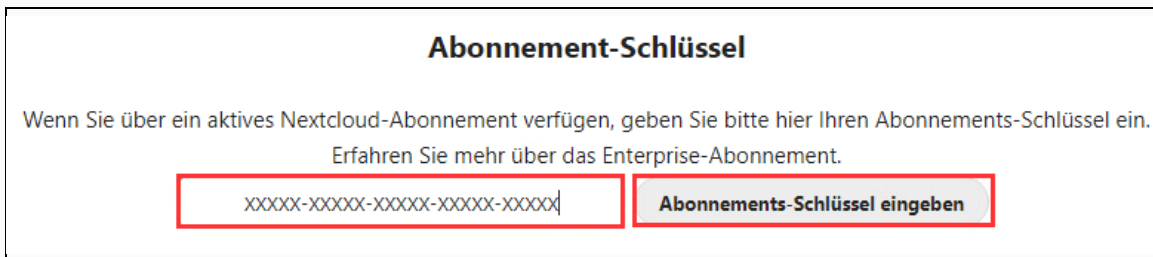 Abonnement-Schlüssel
Wenn Sie über ein aktives Nextcloud-Abonnement verfügen, geben Sie bitte hier Ihren Abonnements-Schlüssel ein.
Erfahren Sie mehr über das Enterprise-Abonnement.
XXXXX-XXXXX-XXXXX-XXXXX-XXXXX Abonnements-Schlüssel eingeben